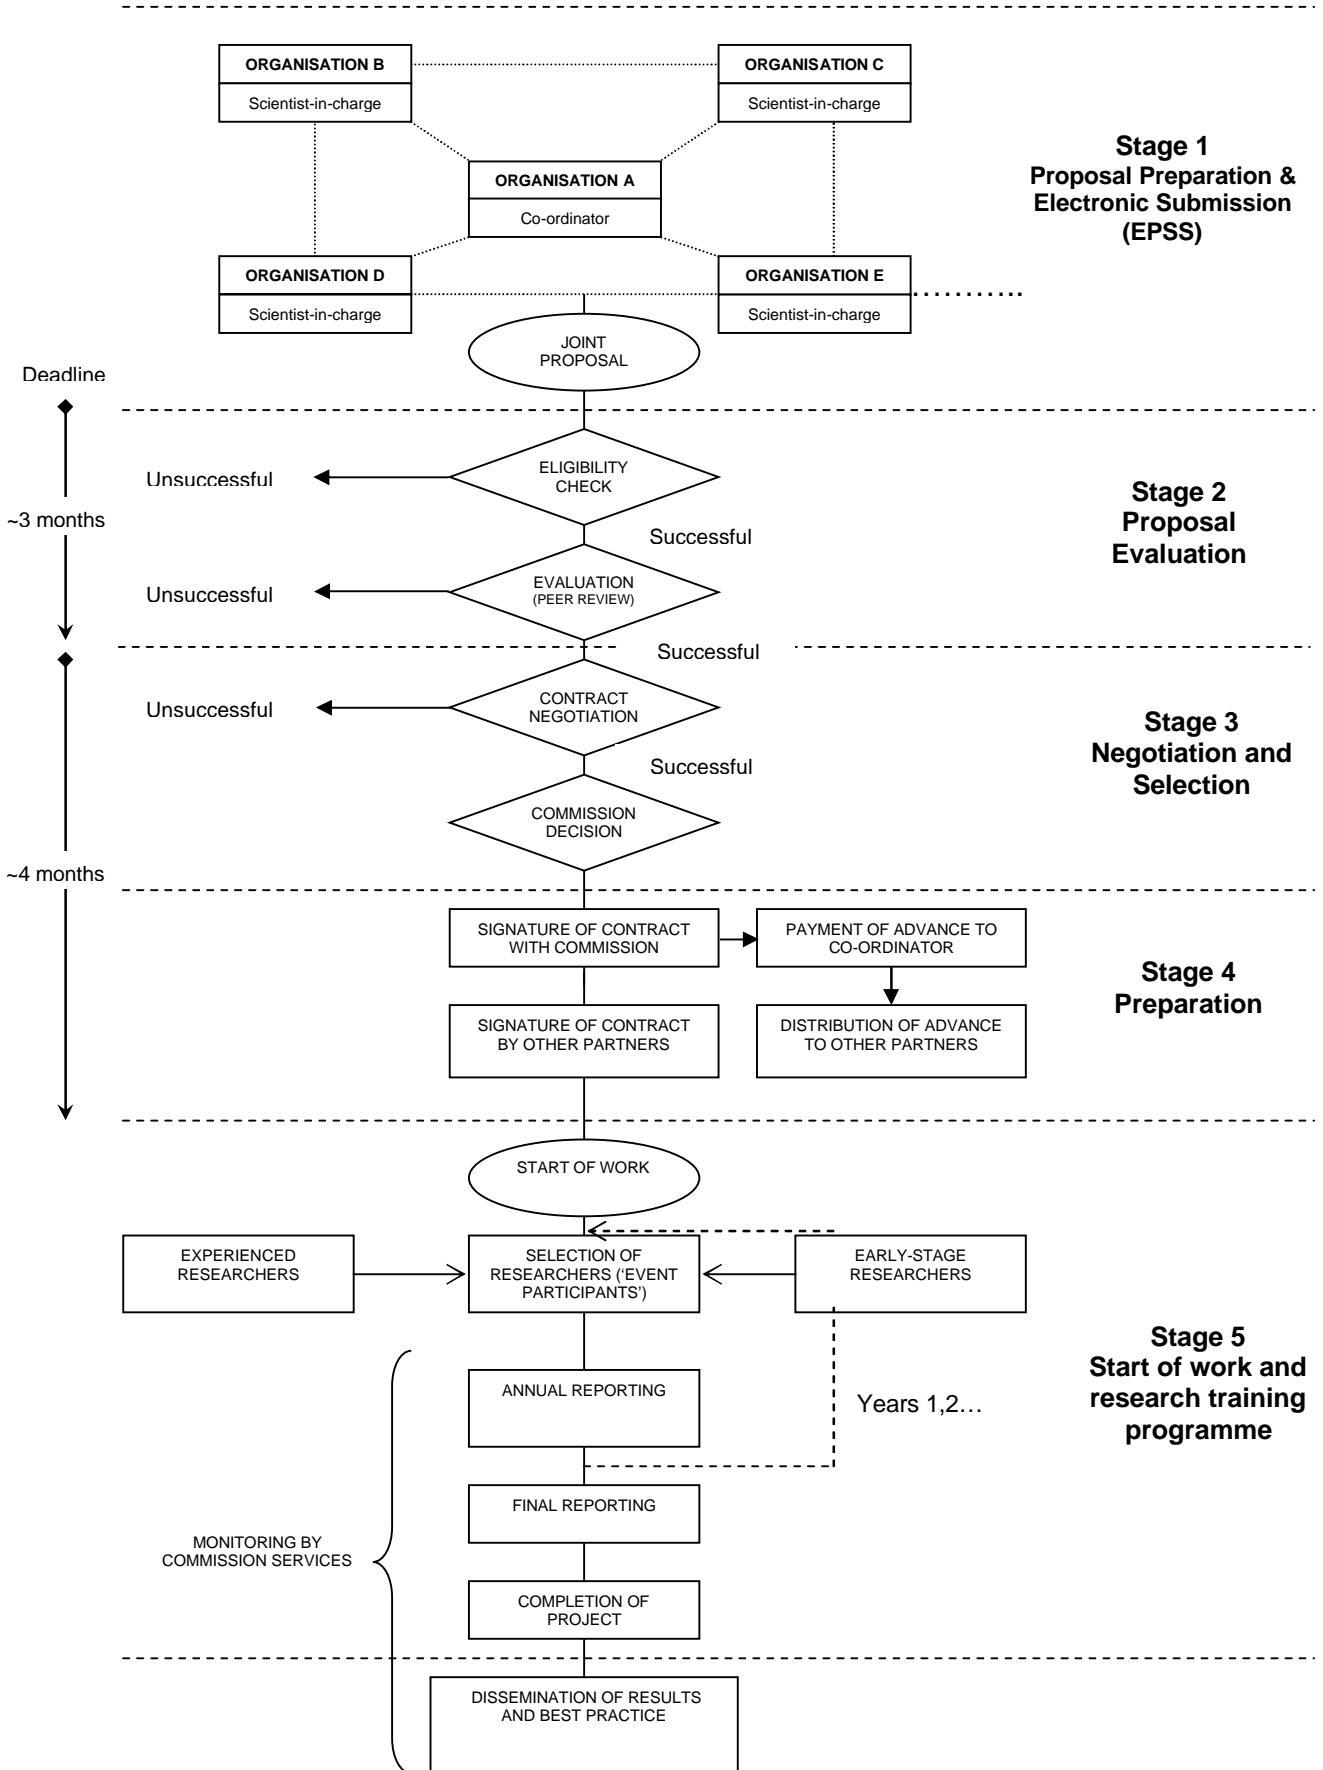 ORGANISATION B
Scientist-in-charge
ORGANISATION C
Scientist-in-charge
ORGANISATION A
Co-ordinator
ORGANISATION D
Scientist-in-charge
ORGANISATION E
Scientist-in-charge
Stage 1
Proposal Preparation &
Electronic Submission
(EPSS)
JOINT
PROPOSAL
Deadline
~3 months
ELIGIBILITY
CHECK
Unsuccessful
Successful
EVALUATION
(PEER REVIEW)
Unsuccessful
Successful
Stage 2
Proposal
Evaluation
CONTRACT
NEGOTIATION
Unsuccessful
Successful
COMMISSION
DECISION
Stage 3
Negotiation and
Selection
~4 months
SIGNATURE OF CONTRACT
WITH COMMISSION
PAYMENT OF ADVANCE TO
CO-ORDINATOR
SIGNATURE OF CONTRACT
BY OTHER PARTNERS
DISTRIBUTION OF ADVANCE
TO OTHER PARTNERS
Stage 4
Preparation
START OF WORK
EXPERIENCED
RESEARCHERS
SELECTION OF
RESEARCHERS (‘EVENT
PARTICIPANTS’)
EARLY-STAGE
RESEARCHERS
ANNUAL REPORTING
Years 1,2…
Stage 5
Start of work and
research training
programme
FINAL REPORTING
MONITORING BY
COMMISSION SERVICES
COMPLETION OF
PROJECT
DISSEMINATION OF RESULTS
AND BEST PRACTICE